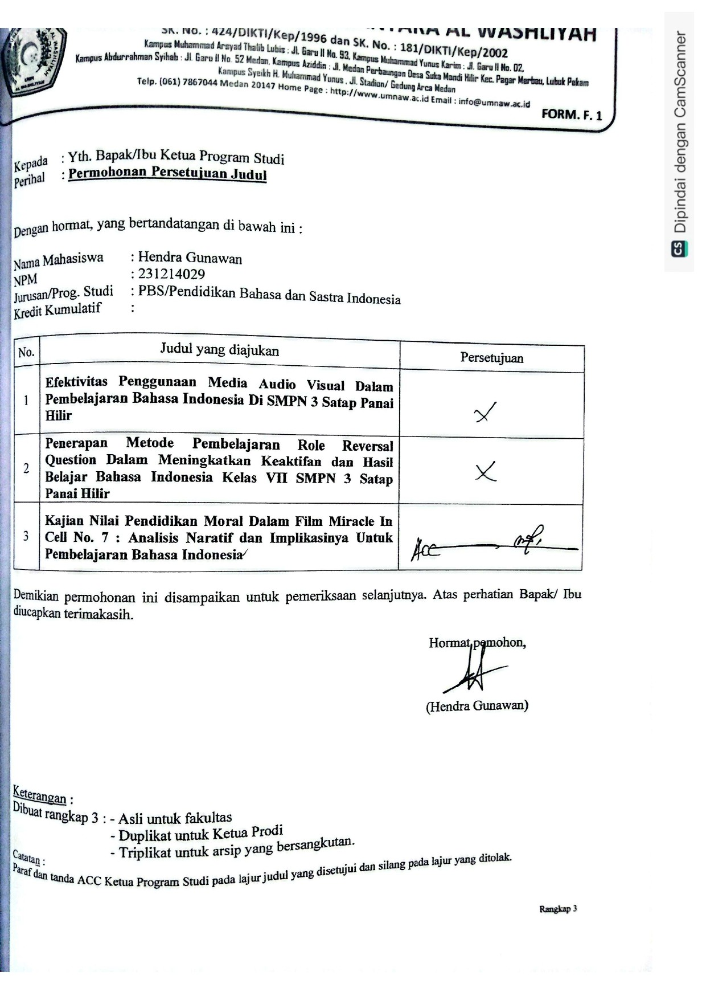 AL WASHLIYAH
SK. No. : 424/DIKTI/Kep/1996 dan SK. No. : 181/DIKTI/Kep/2002
Kampus Muhammad Arsyad Thalib Lubis : Jl. Garu II No. 93, Kampus Muhammad Yunus Karim : Jl. Garu II No. 02,
Kampus Abdurrahman Syihab : Jl. Garu II No. 52 Medan, Kampus Aziddin : Jl. Medan Perbaungan Desa Suka Mandi Hilir Kec. Pagar Merbau, Lubuk Pakam
Kampus Syeikh H. Muhammad Yunus , Jl. Stadion/ Gedung Arca Medan
Telp. (061) 7867044 Medan 20147 Home Page : http://www.umnaw.ac.id Email : info@umnaw.ac.id
FORM. F. 1
Kepada : Yth. Bapak/Ibu Ketua Program Studi
Perihal : Permohonan Persetujuan Judul
Dengan hormat, yang bertandatangan di bawah ini :
Nama Mahasiswa : Hendra Gunawan
NPM : 231214029
Jurusan/Prog. Studi : PBS/Pendidikan Bahasa dan Sastra Indonesia
Kredit Kumulatif :
No. Judul yang diajukan Persetujuan
1 Efektivitas Penggunaan Media Audio Visual Dalam
Pembelajaran Bahasa Indonesia Di SMPN 3 Satap Panai
Hilir
X
2 Penerapan Metode Pembelajaran Role Reversal
Question Dalam Meningkatkan Keaktifan dan Hasil
Belajar Bahasa Indonesia Kelas VII SMPN 3 Satap
Panai Hilir
X
3 Kajian Nilai Pendidikan Moral Dalam Film Miracle In
Cell No. 7 : Analisis Naratif dan Implikasinya Untuk
Pembelajaran Bahasa Indonesia
Acc
Demikian permohonan ini disampaikan untuk pemeriksaan selanjutnya. Atas perhatian Bapak/ Ibu
diucapkan terimakasih.
Hormat pemohon,
(Hendra Gunawan)
Keterangan :
Dibuat rangkap 3 : - Asli untuk fakultas
- Duplikat untuk Ketua Prodi
- Triplikat untuk arsip yang bersangkutan.
Catatan :
Paraf dan tanda ACC Ketua Program Studi pada lajur judul yang disetujui dan silang pada lajur yang ditolak.
Rangkap 3
CS Dipindai dengan CamScanner